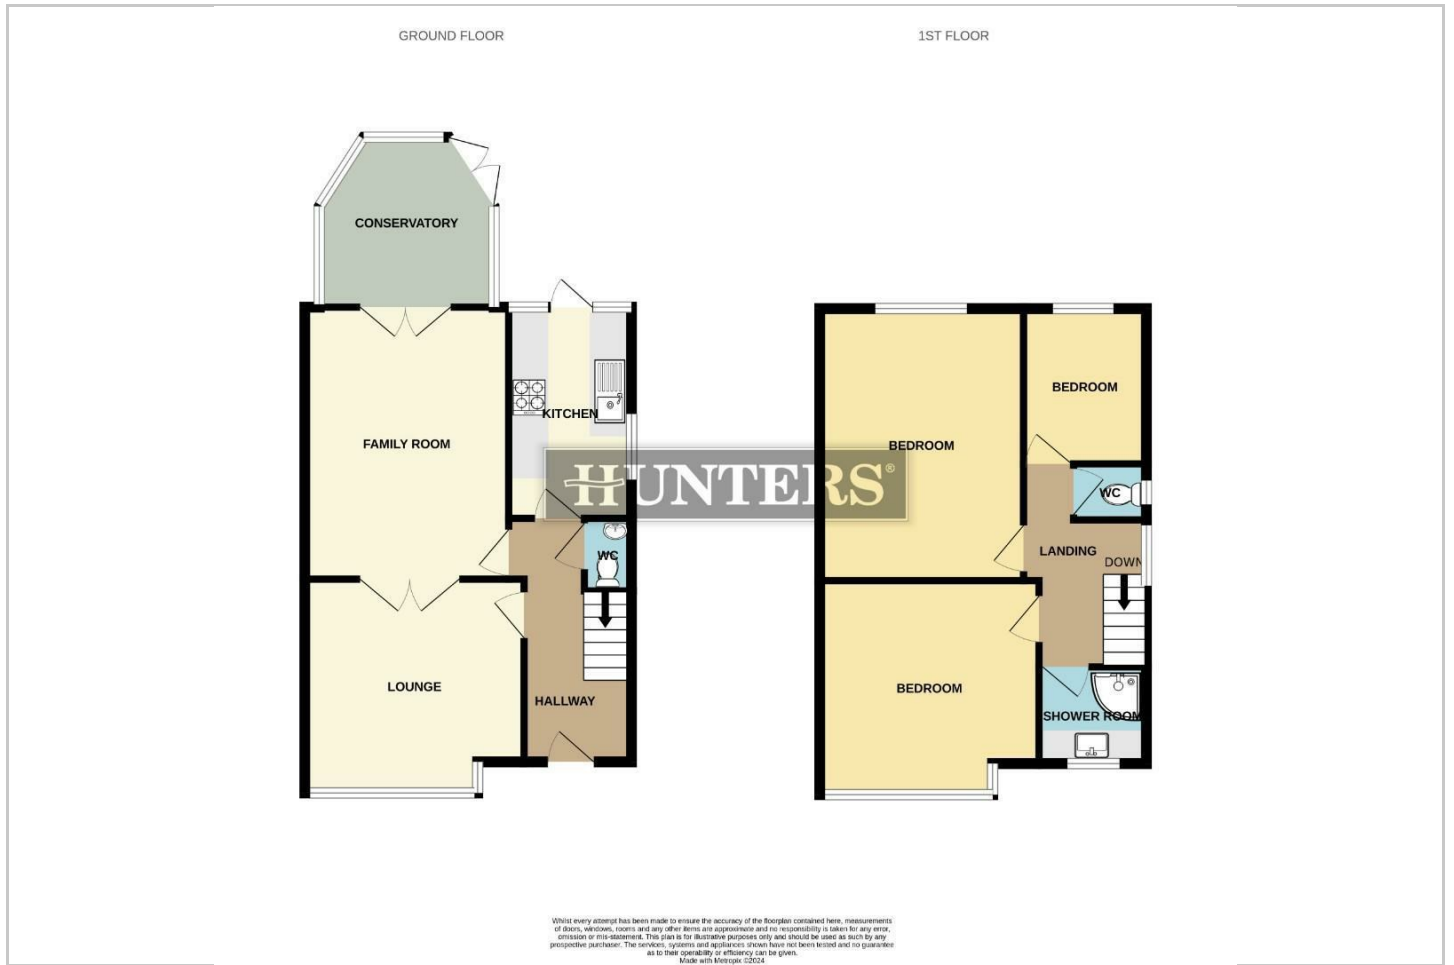 GROUND FLOOR
1ST FLOOR
CONSERVATORY
FAMILY ROOM
KITCHEN
HUNTERS®
WC
LOUNGE
HALLWAY
BEDROOM
BEDROOM
WC
LANDING
DOWN
BEDROOM
SHOWER ROOM
Whilst every attempt has been made to ensure the accuracy of the floorplan contained here, measurements
of doors, windows, rooms and any other items are approximate and no responsibility is taken for any error,
omission or mis-statement. This plan is for illustrative purposes only and should be used as such by any
prospective purchaser. The services, systems and appliances shown have not been tested and no guarantee
as to their operability or efficiency can be given.
Made with Metropix ©2024